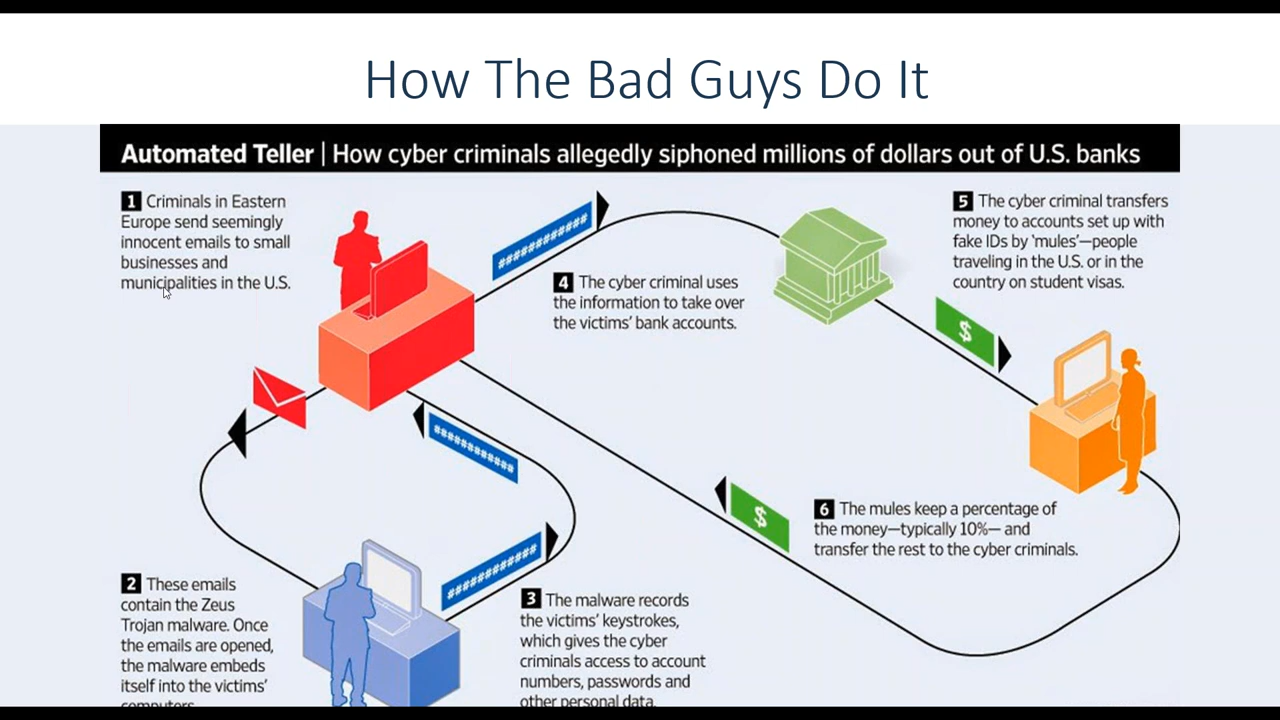 How The Bad Guys Do It
Automated Teller | How cyber criminals allegedly siphoned millions of dollars out of U.S. banks
1 Criminals in Eastern
Europe send seemingly
innocent emails to small
businesses and
municipalities in the U.S.
2 These emails
contain the Zeus
Trojan malware. Once
the emails are opened,
the malware embeds
itself into the victims'
computers.
3 The malware records
the victims' keystrokes,
which gives the cyber
criminals access to account
numbers, passwords and
other personal data.
4 The cyber criminal uses
the information to take over
the victims' bank accounts.
5 The cyber criminal transfers
money to accounts set up with
fake IDs by 'mules'—people
traveling in the U.S. or in the
country on student visas.
6 The mules keep a percentage of
the money—typically 10%— and
transfer the rest to the cyber criminals.
############
############
############
$
$